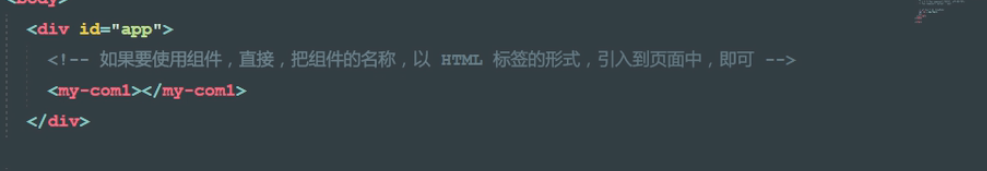 <body>
<div id="app">
<!-- 如果要使用组件，直接，把组件的名称，以 HTML 标签的形式，引入到页面中，即可 -->
<my-com1></my-com1>
</div>